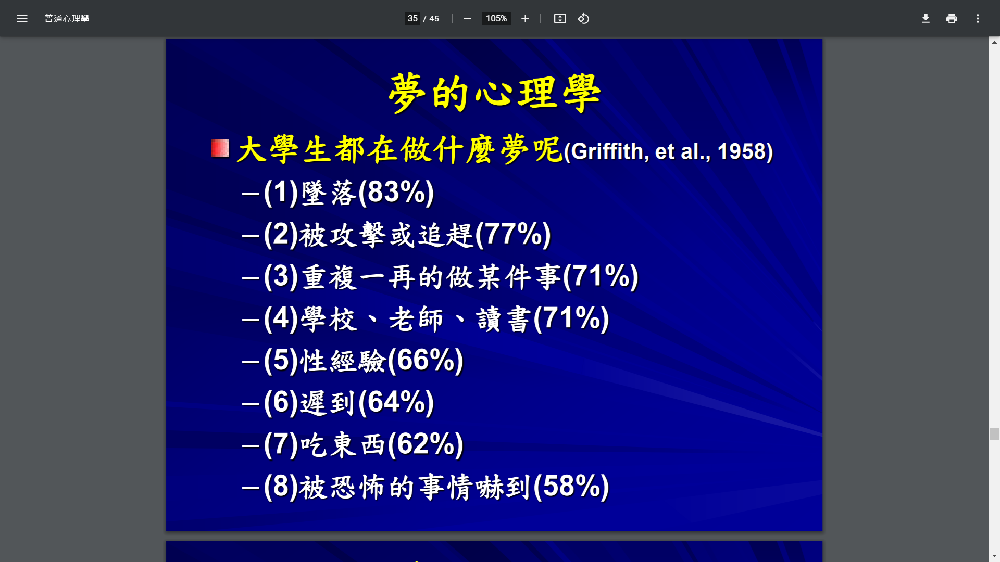 普通心理學
35 / 45
105%
夢的心理學
大學生都在做什麼夢呢(Griffith, et al., 1958)
–(1)墜落(83%)
–(2)被攻擊或追趕(77%)
–(3)重複一再的做某件事(71%)
–(4)學校、老師、讀書(71%)
–(5)性經驗(66%)
–(6)遲到(64%)
–(7)吃東西(62%)
–(8)被恐怖的事情嚇到(58%)